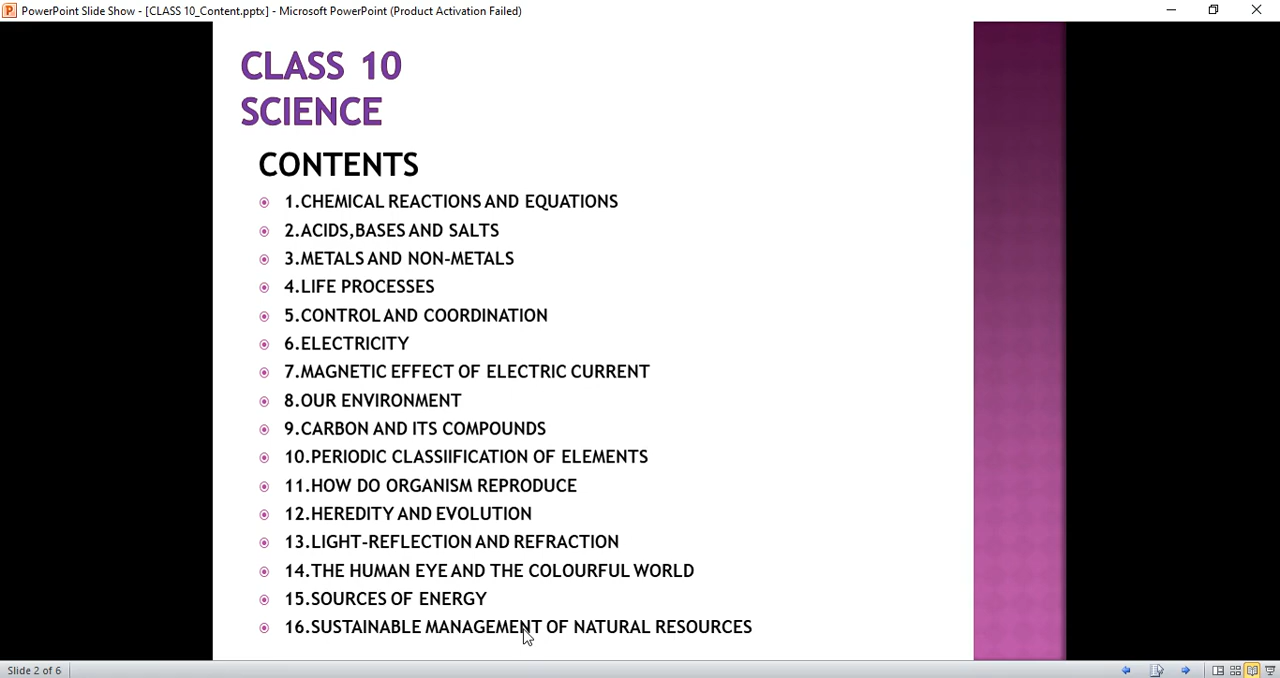 PowerPoint Slide Show - [CLASS 10_Content.pptx] - Microsoft PowerPoint (Product Activation Failed)
CLASS 10
SCIENCE
CONTENTS
1.CHEMICAL REACTIONS AND EQUATIONS
2.ACIDS,BASES AND SALTS
3.METALS AND NON-METALS
4.LIFE PROCESSES
5.CONTROL AND COORDINATION
6.ELECTRICITY
7.MAGNETIC EFFECT OF ELECTRIC CURRENT
8.OUR ENVIRONMENT
9.CARBON AND ITS COMPOUNDS
10.PERIODIC CLASSIIFICATION OF ELEMENTS
11.HOW DO ORGANISM REPRODUCE
12.HEREDITY AND EVOLUTION
13.LIGHT-REFLECTION AND REFRACTION
14.THE HUMAN EYE AND THE COLOURFUL WORLD
15.SOURCES OF ENERGY
16.SUSTAINABLE MANAGEMENT OF NATURAL RESOURCES
Slide 2 of 6